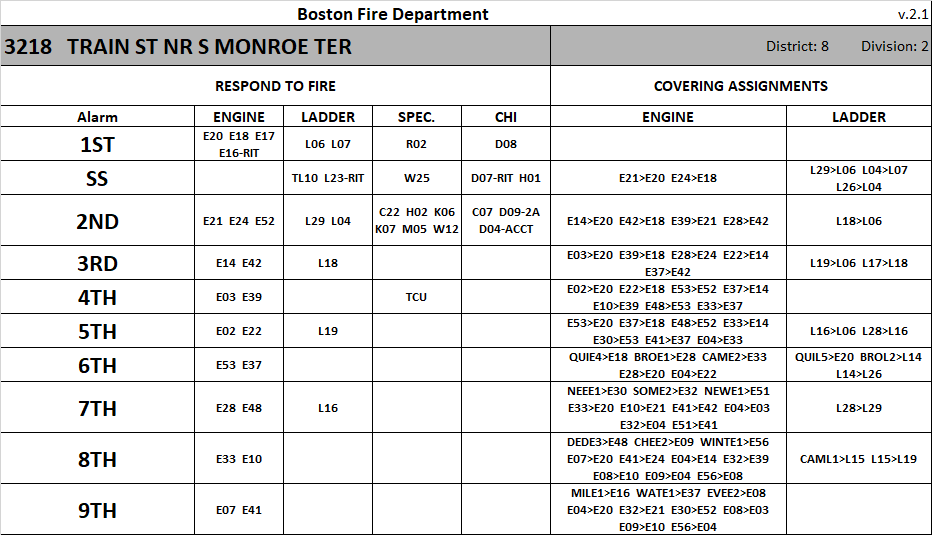 Boston Fire Department v.2.1
3218 TRAIN ST NR S MONROE TER District: 8 Division: 2
RESPOND TO FIRE COVERING ASSIGNMENTS
Alarm ENGINE LADDER SPEC. CHI ENGINE LADDER
1ST
E20 E18 E17
E16-RIT
L06 L07
R02
D08
SS
TL10 L23-RIT
W25
D07-RIT H01
E21>E20 E24>E18
L29>L06 L04>L07
L26>L04
2ND
E21 E24 E52
L29 L04
C22 H02 K06
K07 M05 W12
C07 D09-2A
D04-ACCT
E14>E20 E42>E18 E39>E21 E28>E42
L18>L06
3RD
E14 E42
L18
E03>E20 E39>E18 E28>E24 E22>E14
E37>E42
L19>L06 L17>L18
4TH
E03 E39
TCU
E02>E20 E22>E18 E53>E52 E37>E14
E10>E39 E48>E53 E33>E37
5TH
E02 E22
L19
E53>E20 E37>E18 E48>E52 E33>E14
E30>E53 E41>E37 E04>E33
L16>L06 L28>L16
6TH
E53 E37
QUIE4>E18 BROE1>E28 CAME2>E33
E28>E20 E04>E22
QUIL5>E20 BROL2>L14
L14>L26
7TH
E28 E48
L16
NEEE1>E30 SOME2>E32 NEWE1>E51
E33>E20 E10>E21 E41>E42 E04>E03
E32>E04 E51>E41
L28>L29
8TH
E33 E10
DEDE3>E48 CHEE2>E09 WINTE1>E56
E07>E20 E41>E24 E04>E14 E32>E39
E08>E10 E09>E04 E56>E08
CAML1>L15 L15>L19
9TH
E07 E41
MILE1>E16 WATE1>E37 EVEE2>E08
E04>E20 E32>E21 E30>E52 E08>E03
E09>E10 E56>E04